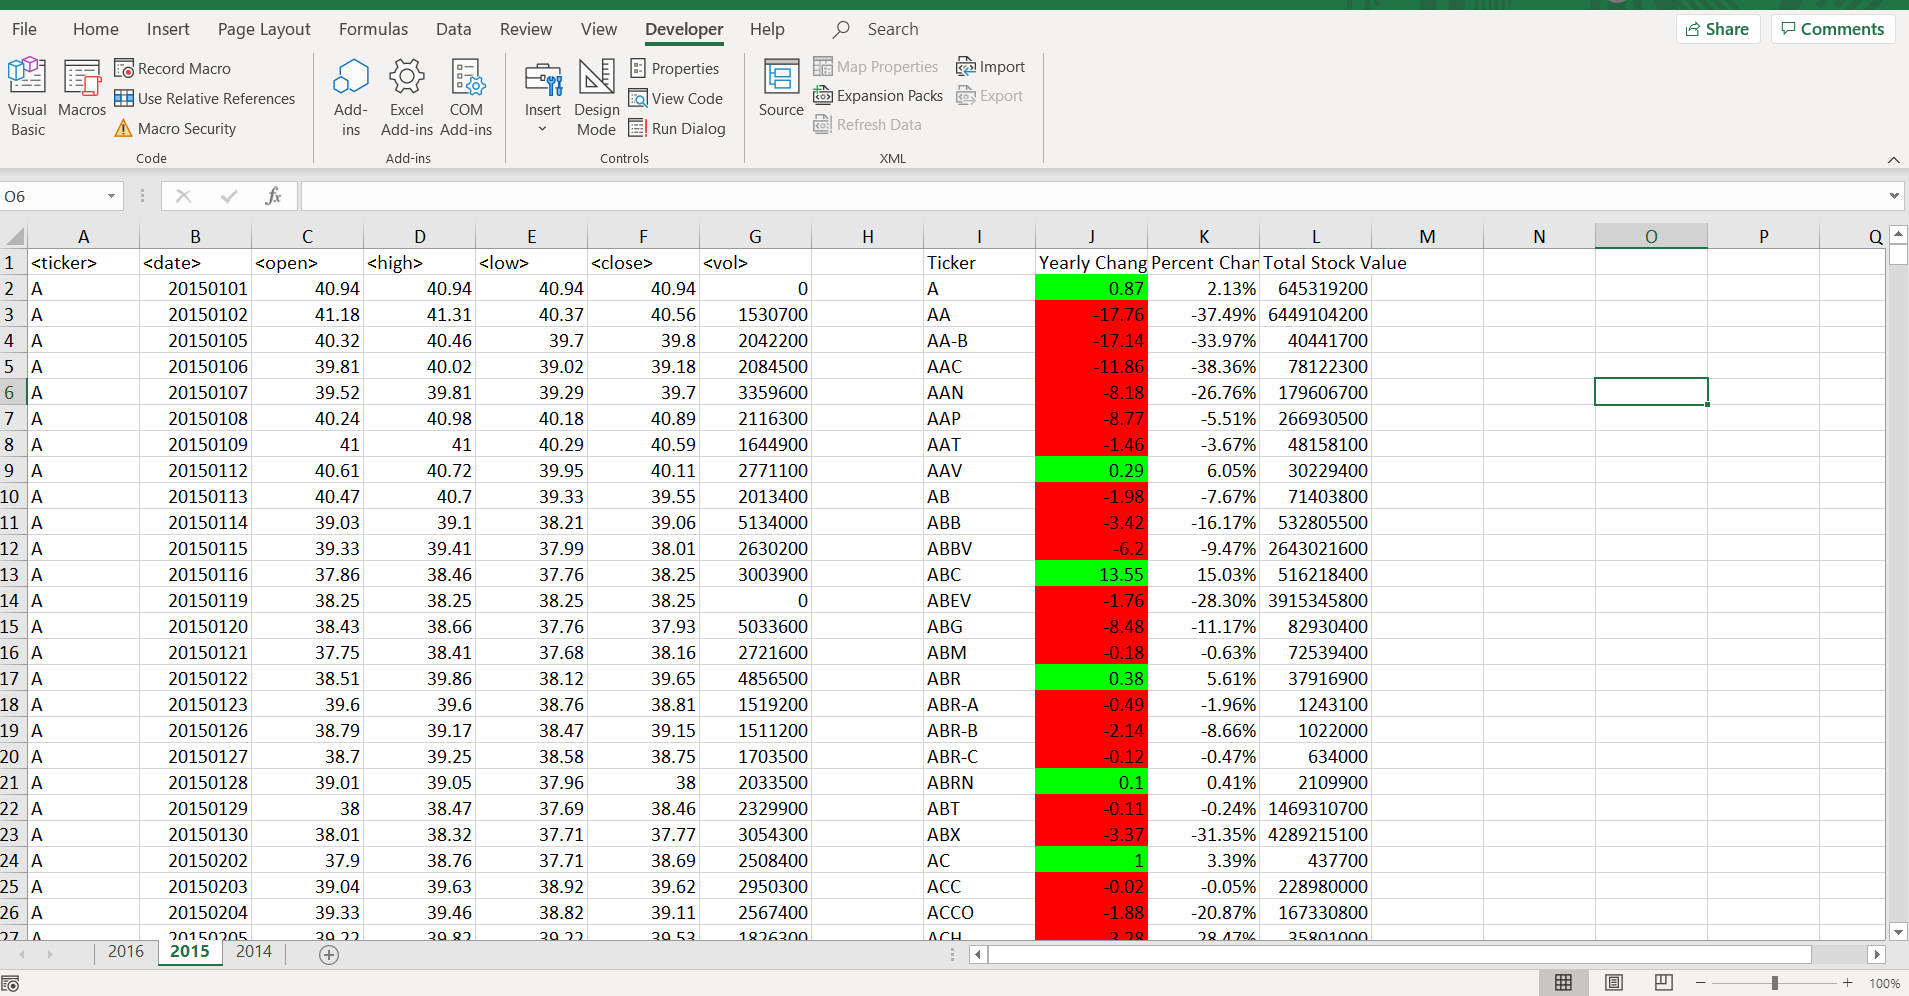 File Home Insert Page Layout Formulas Data Review View Developer Help Search Share Comments
Visual Basic Macros Record Macro Use Relative References Macro Security
Code
Add-ins Excel Add-ins COM Add-ins
Add-ins
Insert Design Mode Properties View Code Run Dialog
Controls
Source Map Properties Expansion Packs Refresh Data Import Export
XML
O6 fx
A B C D E F G H I J K L M N O P Q
1 <ticker> <date> <open> <high> <low> <close> <vol> Ticker Yearly Chang Percent Chan Total Stock Value
2 A 20150101 40.94 40.94 40.94 40.94 0 A 0.87 2.13% 645319200
3 A 20150102 41.18 41.31 40.37 40.56 1530700 AA -17.76 -37.49% 6449104200
4 A 20150105 40.32 40.46 39.7 39.8 2042200 AA-B -17.14 -33.97% 40441700
5 A 20150106 39.81 40.02 39.02 39.18 2084500 AAC -11.86 -38.36% 78122300
6 A 20150107 39.52 39.81 39.29 39.7 3359600 AAN -8.18 -26.76% 179606700
7 A 20150108 40.24 40.98 40.18 40.89 2116300 AAP -8.77 -5.51% 266930500
8 A 20150109 41 41 40.29 40.59 1644900 AAT -1.46 -3.67% 48158100
9 A 20150112 40.61 40.72 39.95 40.11 2771100 AAV 0.29 6.05% 30229400
10 A 20150113 40.47 40.7 39.33 39.55 2013400 AB -1.98 -7.67% 71403800
11 A 20150114 39.03 39.1 38.21 39.06 5134000 ABB -3.42 -16.17% 532805500
12 A 20150115 39.33 39.41 37.99 38.01 2630200 ABBV -6.2 -9.47% 2643021600
13 A 20150116 37.86 38.46 37.76 38.25 3003900 ABC 13.55 15.03% 516218400
14 A 20150119 38.25 38.25 38.25 38.25 0 ABEV -1.76 -28.30% 3915345800
15 A 20150120 38.43 38.66 37.76 37.93 5033600 ABG -8.48 -11.17% 82930400
16 A 20150121 37.75 38.41 37.68 38.16 2721600 ABM -0.18 -0.63% 72539400
17 A 20150122 38.51 39.86 38.12 39.65 4856500 ABR 0.38 5.61% 37916900
18 A 20150123 39.6 39.6 38.76 38.81 1519200 ABR-A -0.49 -1.96% 1243100
19 A 20150126 38.79 39.17 38.47 39.15 1511200 ABR-B -2.14 -8.66% 1022000
20 A 20150127 38.7 39.25 38.58 38.75 1703500 ABR-C -0.12 -0.47% 634000
21 A 20150128 39.01 39.05 37.96 38 2033500 ABRN 0.1 0.41% 2109900
22 A 20150129 38 38.47 37.69 38.46 2329900 ABT -0.11 -0.24% 1469310700
23 A 20150130 38.01 38.32 37.71 37.77 3054300 ABX -3.37 -31.35% 4289215100
24 A 20150202 37.9 38.76 37.71 38.69 2508400 AC 1 3.39% 437700
25 A 20150203 39.04 39.63 38.92 39.62 2950300 ACC -0.02 -0.05% 228980000
26 A 20150204 39.33 39.46 38.82 39.11 2567400 ACCO -1.88 -20.87% 167330800
27 A 20150205 39.22 39.82 39.22 39.53 1826300 ACH
2016 2015 2014
100%